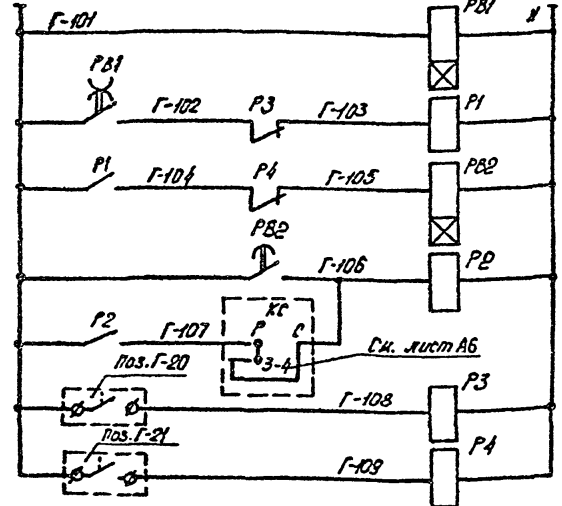 Г-101
РВ1
И
РВ1
Г-102
Р3
Г-103
Р1
Р1
Г-104
Р4
Г-105
РВ2
РВ2
Г-106
Р2
Р2
Г-107
КС
Р
С
3-4
См. лист А6
поз. Г-20
Г-108
Р3
поз. Г-21
Г-109
Р4